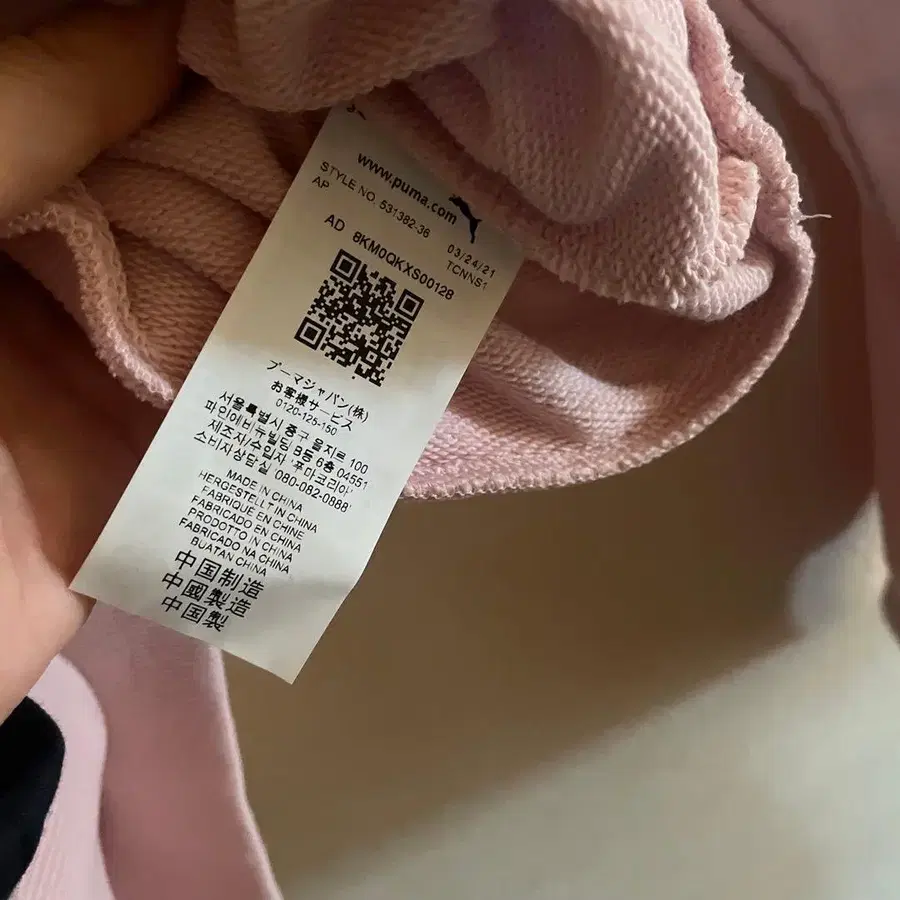 www.puma.com
STYLE NO. 531382-36 03/24/21
AP TCNNS1
AD 8KM0QKXS00128
プーマジャパン(株)
お客様サービス
0120-125-150
서울특별시 중구 을지로 100
파인애비뉴빌딩 B동 6층 04551
제조자/수입자 푸마코리아
소비자상담실 080-082-0888
MADE IN CHINA
HERGESTELLT IN CHINA
FABRIQUÉ EN CHINE
FABRICADO EN CHINA
PRODOTTO IN CHINA
FABRICADO NA CHINA
BUATAN CHINA
中国制造
中國製造
中国製